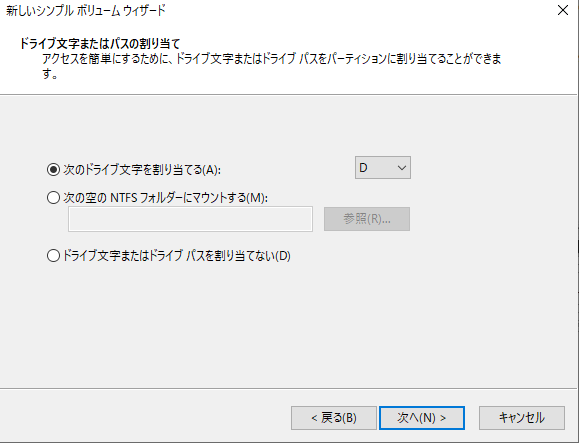 新しいシンプル ボリューム ウィザード
ドライブ文字またはパスの割り当て
アクセスを簡単にするために、ドライブ文字またはドライブ パスをパーティションに割り当てることができま
す。
次のドライブ文字を割り当てる(A):
D
次の空の NTFS フォルダーにマウントする(M):
参照(R)...
ドライブ文字またはドライブ パスを割り当てない(D)
< 戻る(B)
次へ(N) >
キャンセル